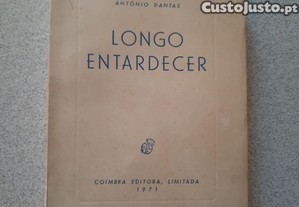 CustoJusto.pt
ANTÓNIO DANTAS
LONGO
ENTARDECER
COIMBRA EDITORA, LIMITADA
1971